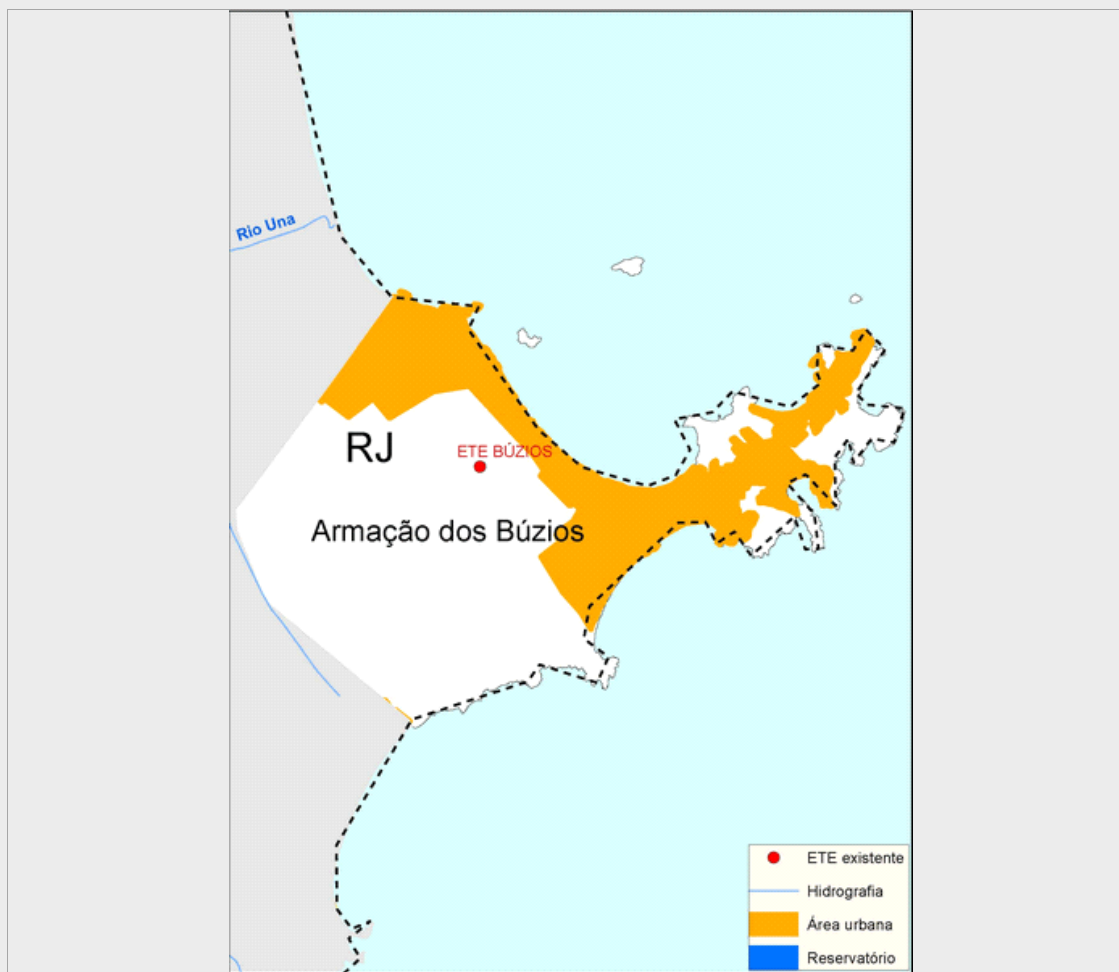 Rio Una
RJ
ETE BÚZIOS
Armação dos Búzios
ETE existente
Hidrografia
Área urbana
Reservatório